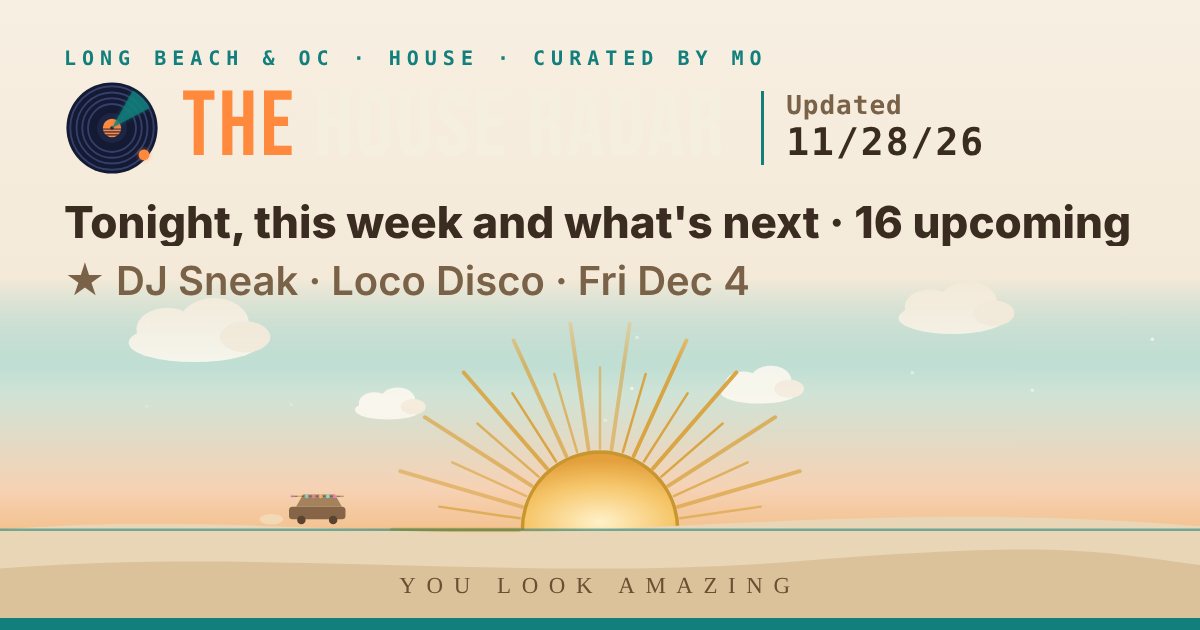 LONG BEACH & OC · HOUSE · CURATED BY MO
THE HOUSE RADAR
Updated
11/28/26
Tonight, this week and what's next · 16 upcoming
★ DJ Sneak · Loco Disco · Fri Dec 4
YOU LOOK AMAZING